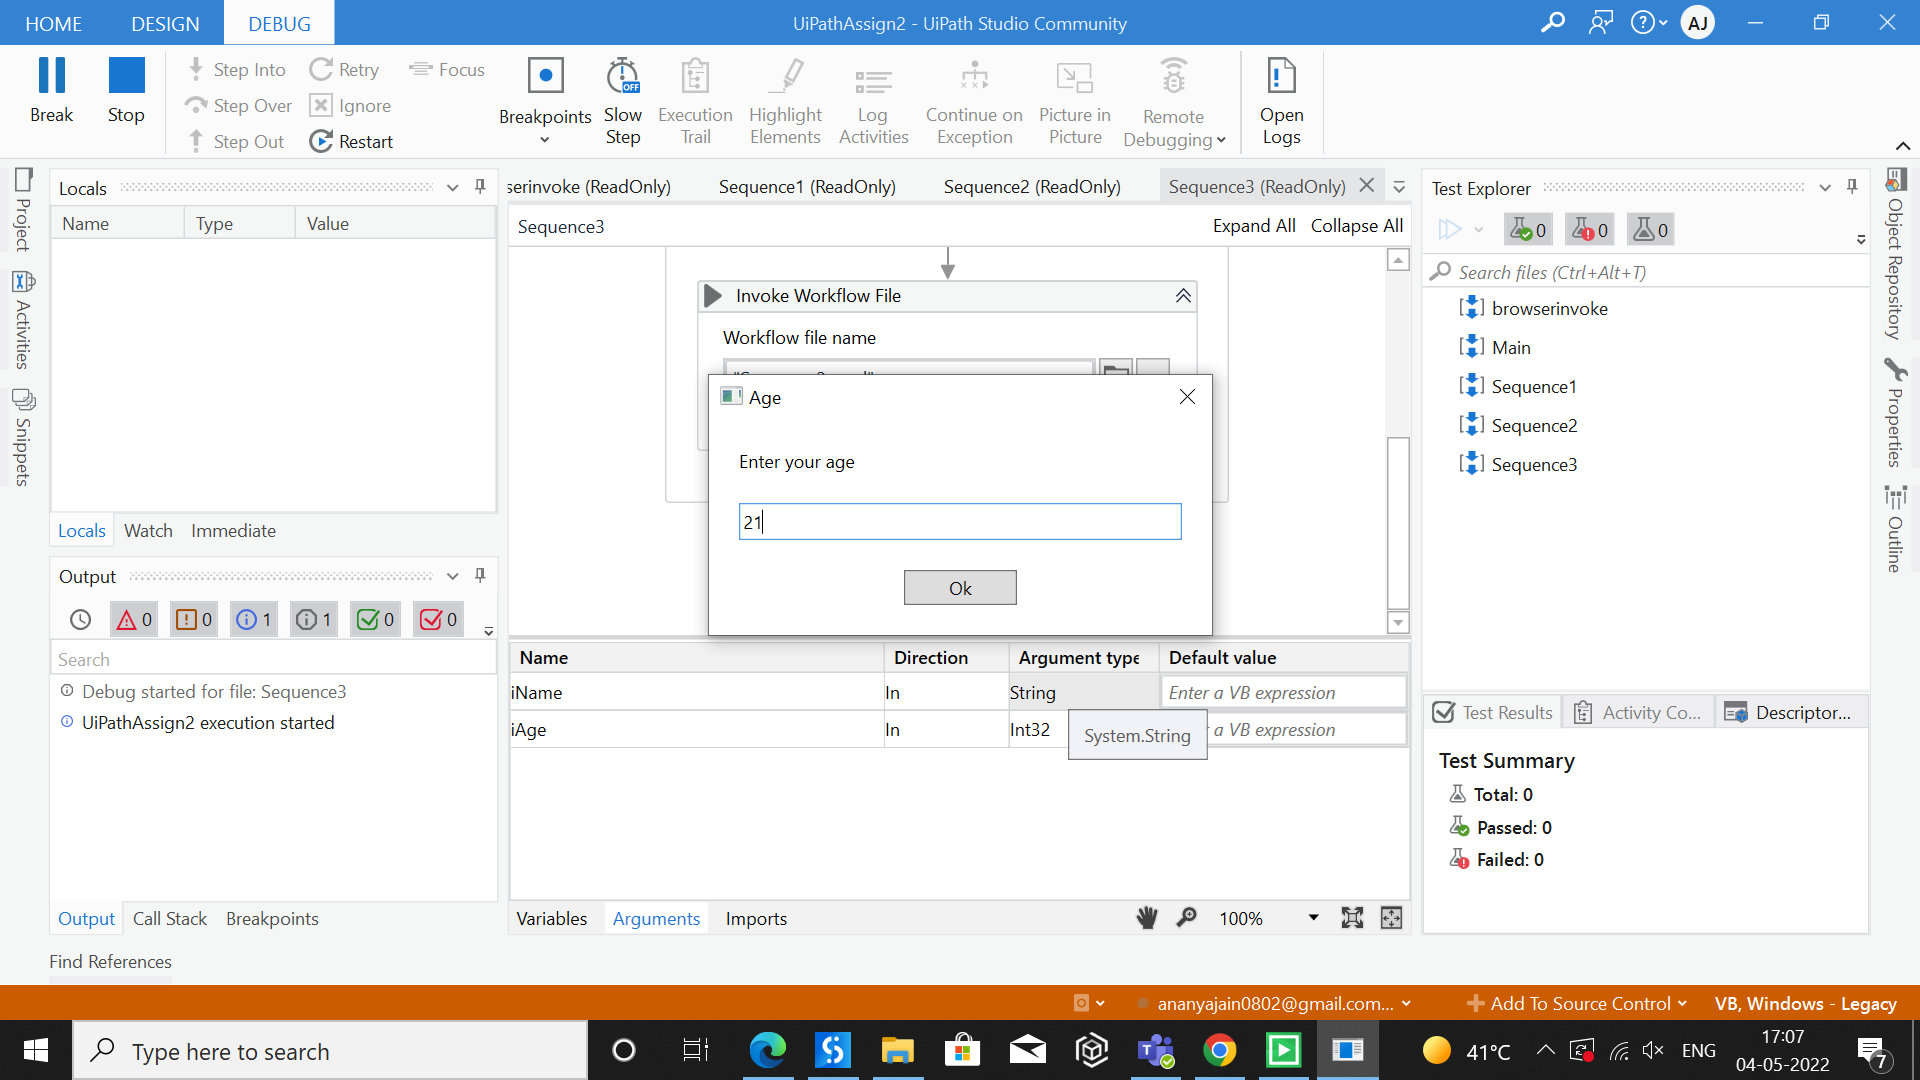 HOME DESIGN DEBUG UiPathAssign2 - UiPath Studio Community AJ
Break Stop Step Into Step Over Step Out Retry Ignore Restart Focus Breakpoints Slow Step Execution Trail Highlight Elements Log Activities Continue on Exception Picture in Picture Remote Debugging Open Logs
OFF
Project
Activities
Snippets
Locals
Name Type Value
Locals Watch Immediate
Output
0 0 1 1 0 0
Search
Debug started for file: Sequence3
UiPathAssign2 execution started
Output Call Stack Breakpoints
Find References
serinvoke (ReadOnly) Sequence1 (ReadOnly) Sequence2 (ReadOnly) Sequence3 (ReadOnly)
Sequence3 Expand All Collapse All
Invoke Workflow File
Workflow file name
Age
Enter your age
21
Ok
Name Direction Argument type Default value
iName In String Enter a VB expression
iAge In Int32 a VB expression
System.String
Variables Arguments Imports 100%
Test Explorer
0 0 0
Search files (Ctrl+Alt+T)
browserinvoke
Main
Sequence1
Sequence2
Sequence3
Test Results Activity Co... Descriptor...
Test Summary
Total: 0
Passed: 0
Failed: 0
Object Repository
Properties
Outline
ananyajain0802@gmail.com... Add To Source Control VB, Windows - Legacy
Type here to search 41°C ENG 17:07
04-05-2022
7